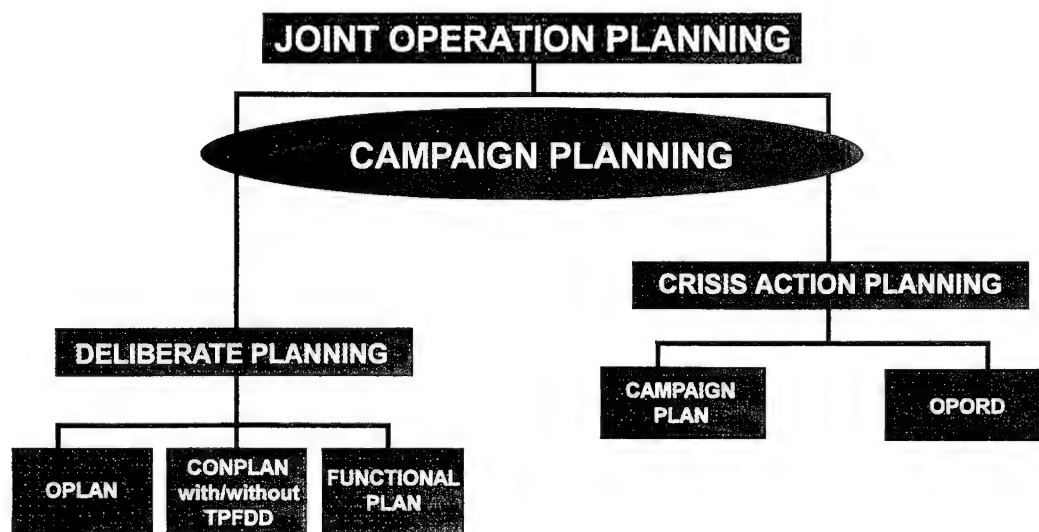 JOINT OPERATION PLANNING
CAMPAIGN PLANNING
CRISIS ACTION PLANNING
DELIBERATE PLANNING
CAMPAIGN
PLAN
OPORD
OPLAN
CONPLAN
with/without
TPFDD
FUNCTIONAL
PLAN